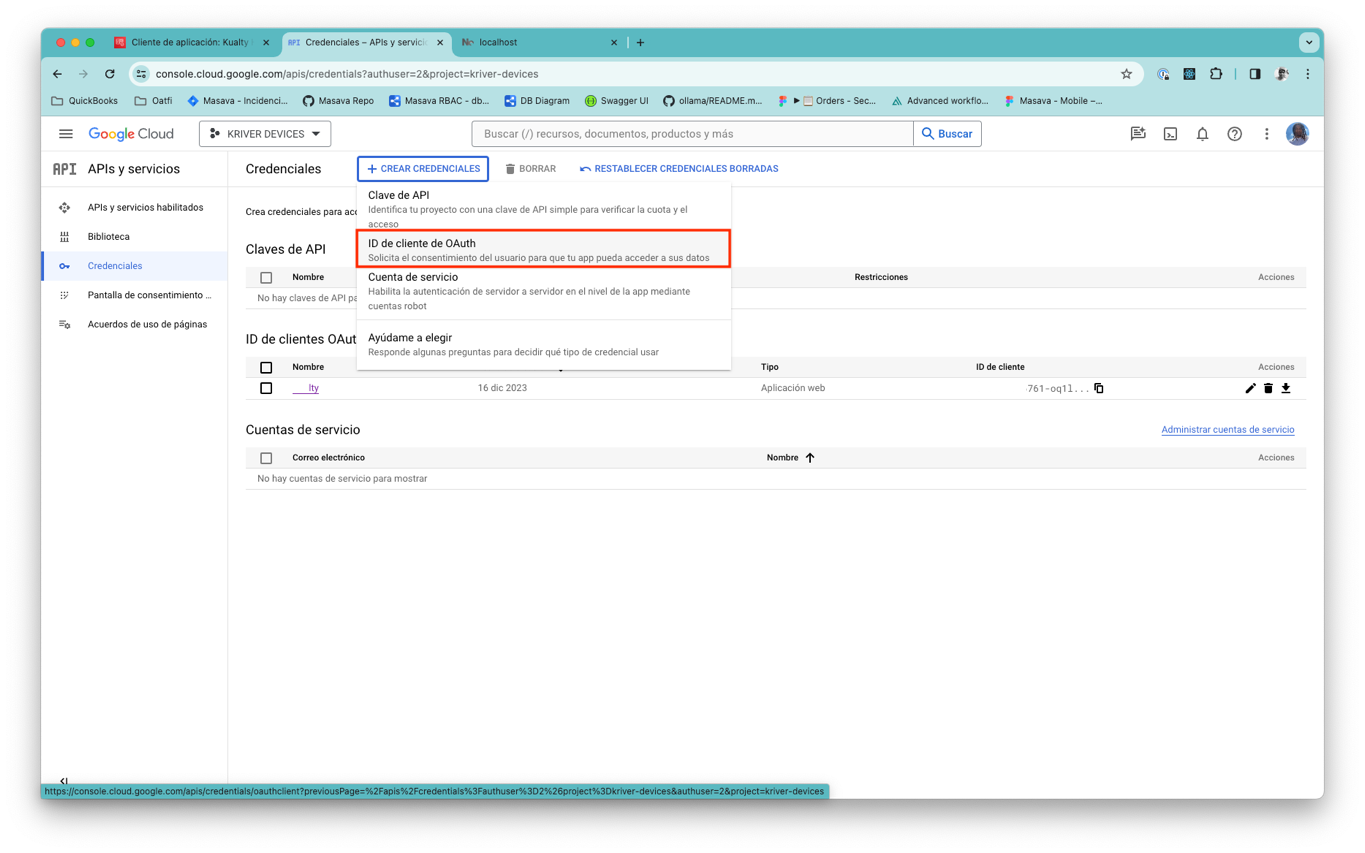 Cliente de aplicación: Kualty
Credenciales – APIs y servicio
localhost
console.cloud.google.com/apis/credentials?authuser=2&project=kriver-devices
QuickBooks
Oatfi
Masava - Incidenci...
Masava Repo
Masava RBAC - db...
DB Diagram
Swagger UI
ollama/README.m...
Orders - Sec...
Advanced workflo...
Masava - Mobile –...
Google Cloud
KRIVER DEVICES
Buscar (/) recursos, documentos, productos y más
Buscar
API APIs y servicios
Credenciales
CREAR CREDENCIALES
BORRAR
RESTABLECER CREDENCIALES BORRADAS
APIs y servicios habilitados
Biblioteca
Credenciales
Pantalla de consentimiento ...
Acuerdos de uso de páginas
Crea credenciales para acc
Clave de API
Identifica tu proyecto con una clave de API simple para verificar la cuota y el
acceso
ID de cliente de OAuth
Solicita el consentimiento del usuario para que tu app pueda acceder a sus datos
Cuenta de servicio
Habilita la autenticación de servidor a servidor en el nivel de la app mediante
cuentas robot
Ayúdame a elegir
Responde algunas preguntas para decidir qué tipo de credencial usar
Claves de API
Nombre
Restricciones
Acciones
No hay claves de API pa
ID de clientes OAut
Nombre
Tipo
ID de cliente
Acciones
lty
16 dic 2023
Aplicación web
761-oq1l...
Cuentas de servicio
Administrar cuentas de servicio
Correo electrónico
Nombre
Acciones
No hay cuentas de servicio para mostrar
https://console.cloud.google.com/apis/credentials/oauthclient?previousPage=%2Fapis%2Fcredentials%3Fauthuser%3D2%26project%3Dkriver-devices&authuser=2&project=kriver-devices